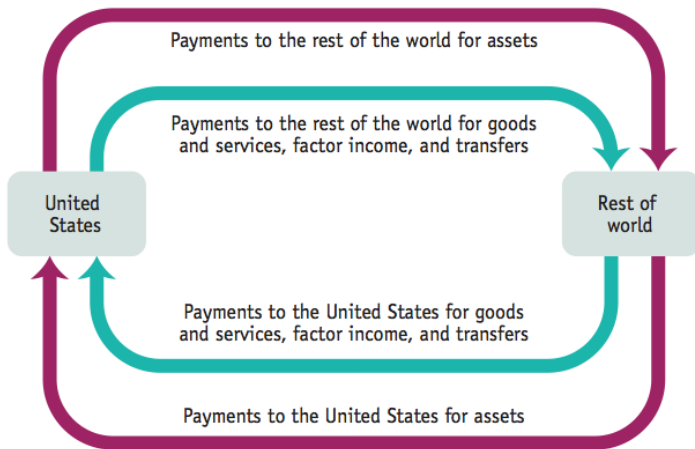 Payments to the rest of the world for assets
Payments to the rest of the world for goods
and services, factor income, and transfers
United
States
Rest of
world
Payments to the United States for goods
and services, factor income, and transfers
Payments to the United States for assets